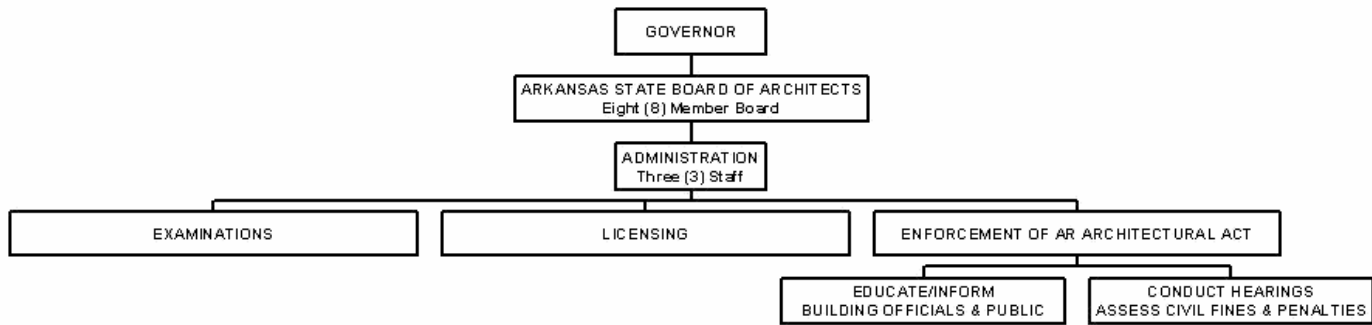 GOVERNOR
ARKANSAS STATE BOARD OF ARCHITECTS
Eight (8) Member Board
ADMINISTRATION
Three (3) Staff
EXAMINATIONS
LICENSING
ENFORCEMENT OF AR ARCHITECTURAL ACT
EDUCATE/INFORM
BUILDING OFFICIALS & PUBLIC
CONDUCT HEARINGS
ASSESS CIVIL FINES & PENALTIES